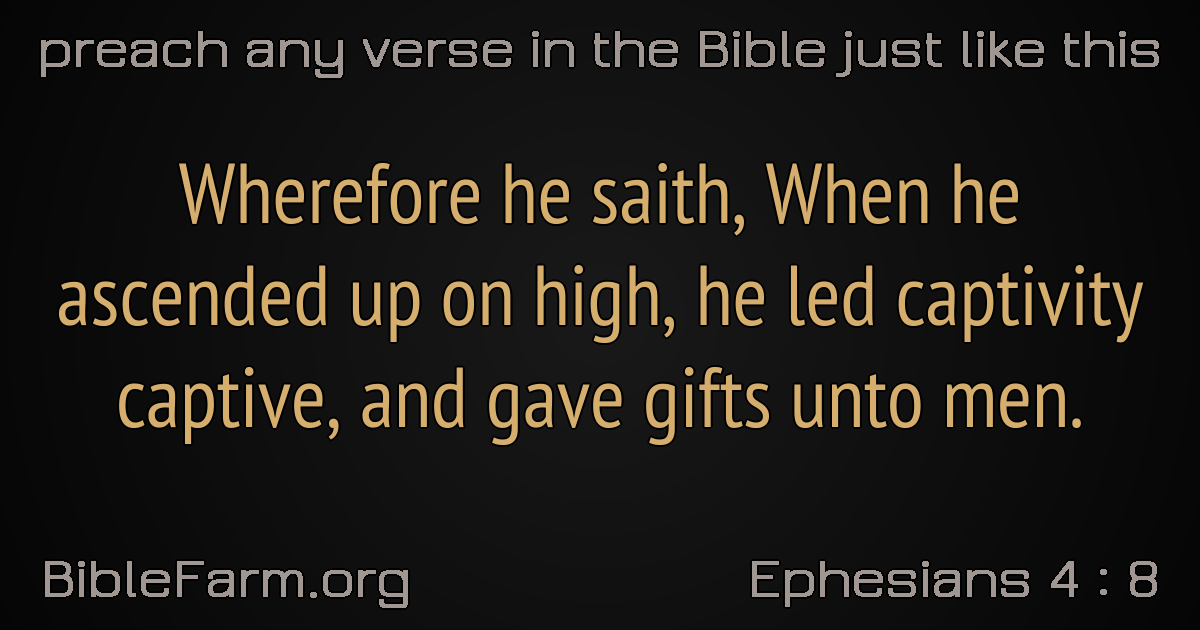 preach any verse in the Bible just like this
Wherefore he saith, When he
ascended up on high, he led captivity
captive, and gave gifts unto men.
BibleFarm.org
Ephesians 4 : 8